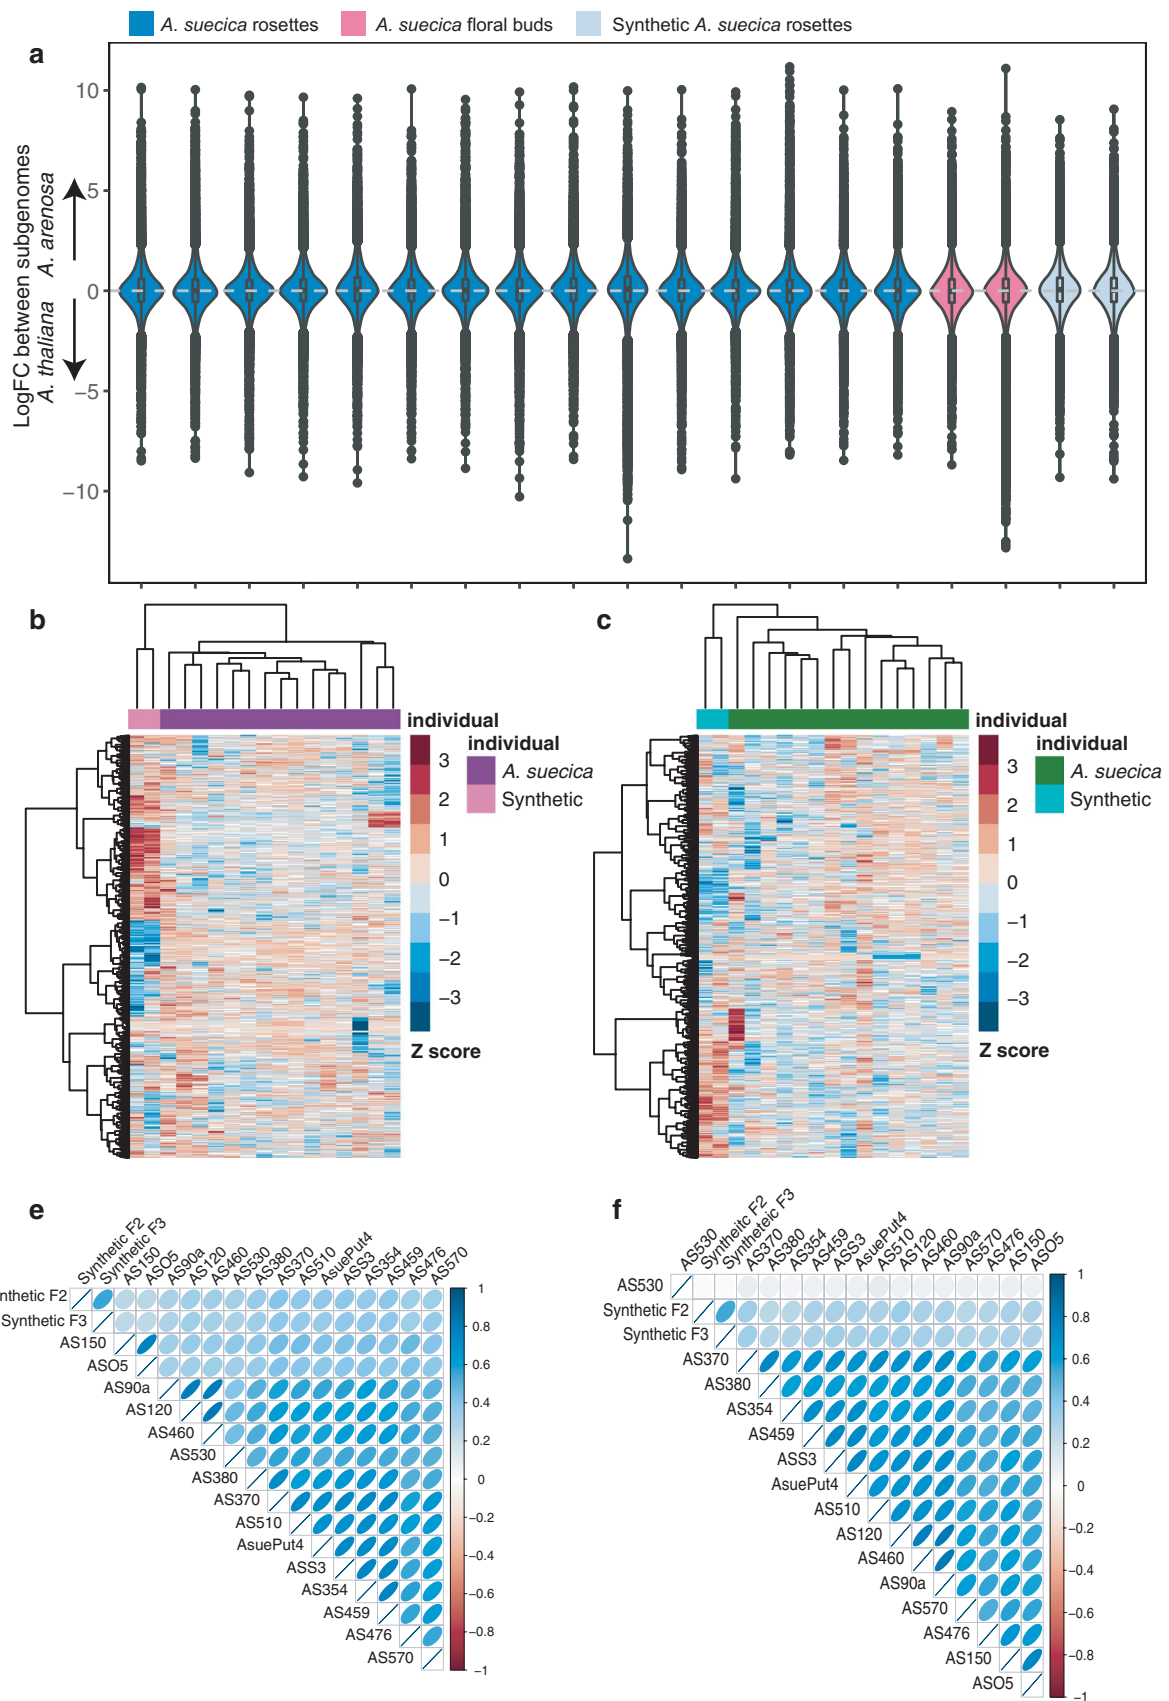 A. suecica rosettes A. suecica floral buds Synthetic A. suecica rosettes
a
LogFC between subgenomes
A. thaliana A. arenosa
10
5
0
−5
−10
b
individual
individual
A. suecica
Synthetic
3
2
1
0
−1
−2
−3
Z score
c
individual
individual
A. suecica
Synthetic
3
2
1
0
−1
−2
−3
Z score
e
Synthetic F2
Synthetic F3
AS150
ASO5
AS90a
AS120
AS460
AS530
AS380
AS370
AS510
AsuePut4
ASS3
AS354
AS459
AS476
AS570
nthetic F2
Synthetic F3
AS150
ASO5
AS90a
AS120
AS460
AS530
AS380
AS370
AS510
AsuePut4
ASS3
AS354
AS459
AS476
AS570
1
0.8
0.6
0.4
0.2
0
−0.2
−0.4
−0.6
−0.8
−1
f
AS530
Syntheitc F2
Syntheteic F3
AS370
AS380
AS354
AS459
ASS3
AsuePut4
AS510
AS120
AS460
AS90a
AS570
AS476
AS150
ASO5
AS530
Synthetic F2
Synthetic F3
AS370
AS380
AS354
AS459
ASS3
AsuePut4
AS510
AS120
AS460
AS90a
AS570
AS476
AS150
ASO5
1
0.8
0.6
0.4
0.2
0
−0.2
−0.4
−0.6
−0.8
−1